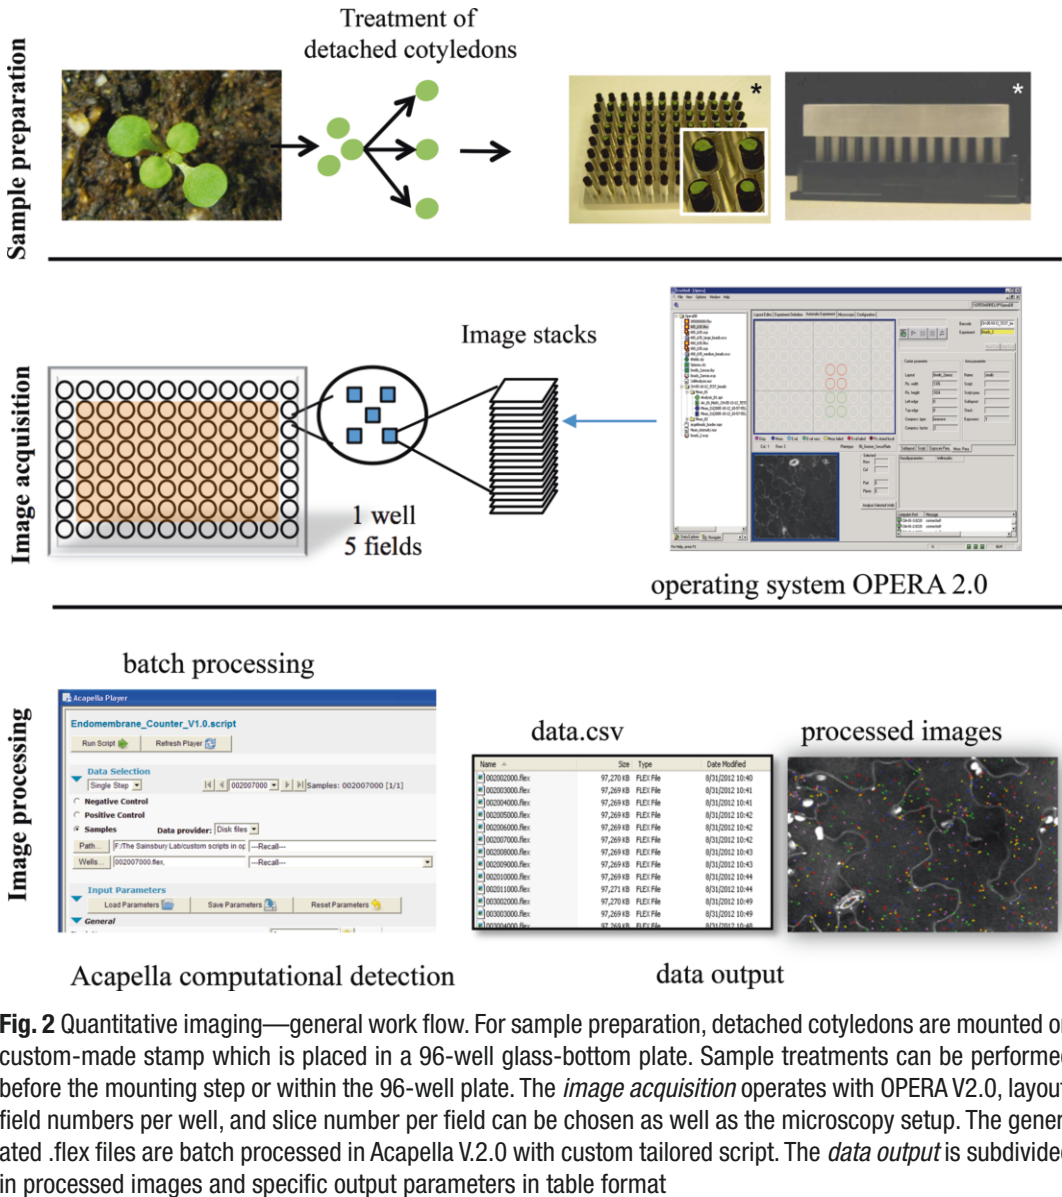 Treatment of
detached cotyledons
Sample preparation
*
*
Image acquisition
Image stacks
1 well
5 fields
operating system OPERA 2.0
Image processing
batch processing
Acapella Player
Endomembrane_Counter_V1.0.script
Run Script
Refresh Player
Data Selection
Single Step
002007000
Samples: 002007000 [1/1]
Negative Control
Positive Control
Samples Data provider: Disk files
Path... F:/The Sainsbury Lab/custom scripts in op ---Recall---
Wells... 002007000.flex, ---Recall---
Input Parameters
Load Parameters Save Parameters Reset Parameters
General
Acapella computational detection
data.csv
Name Size Type Date Modified
002002000.flex 97,270 KB FLEX File 8/31/2012 10:40
002003000.flex 97,269 KB FLEX File 8/31/2012 10:41
002004000.flex 97,269 KB FLEX File 8/31/2012 10:41
002005000.flex 97,269 KB FLEX File 8/31/2012 10:42
002006000.flex 97,269 KB FLEX File 8/31/2012 10:42
002007000.flex 97,269 KB FLEX File 8/31/2012 10:42
002008000.flex 97,269 KB FLEX File 8/31/2012 10:43
002009000.flex 97,269 KB FLEX File 8/31/2012 10:43
002010000.flex 97,269 KB FLEX File 8/31/2012 10:44
002011000.flex 97,271 KB FLEX File 8/31/2012 10:44
003002000.flex 97,270 KB FLEX File 8/31/2012 10:49
003003000.flex 97,269 KB FLEX File 8/31/2012 10:49
003004000.flex 97,269 KB FLEX File
processed images
data output
Fig. 2 Quantitative imaging—general work flow. For sample preparation, detached cotyledons are mounted o
custom-made stamp which is placed in a 96-well glass-bottom plate. Sample treatments can be performe
before the mounting step or within the 96-well plate. The image acquisition operates with OPERA V2.0, layout
field numbers per well, and slice number per field can be chosen as well as the microscopy setup. The gener
ated .flex files are batch processed in Acapella V.2.0 with custom tailored script. The data output is subdivide
in processed images and specific output parameters in table format